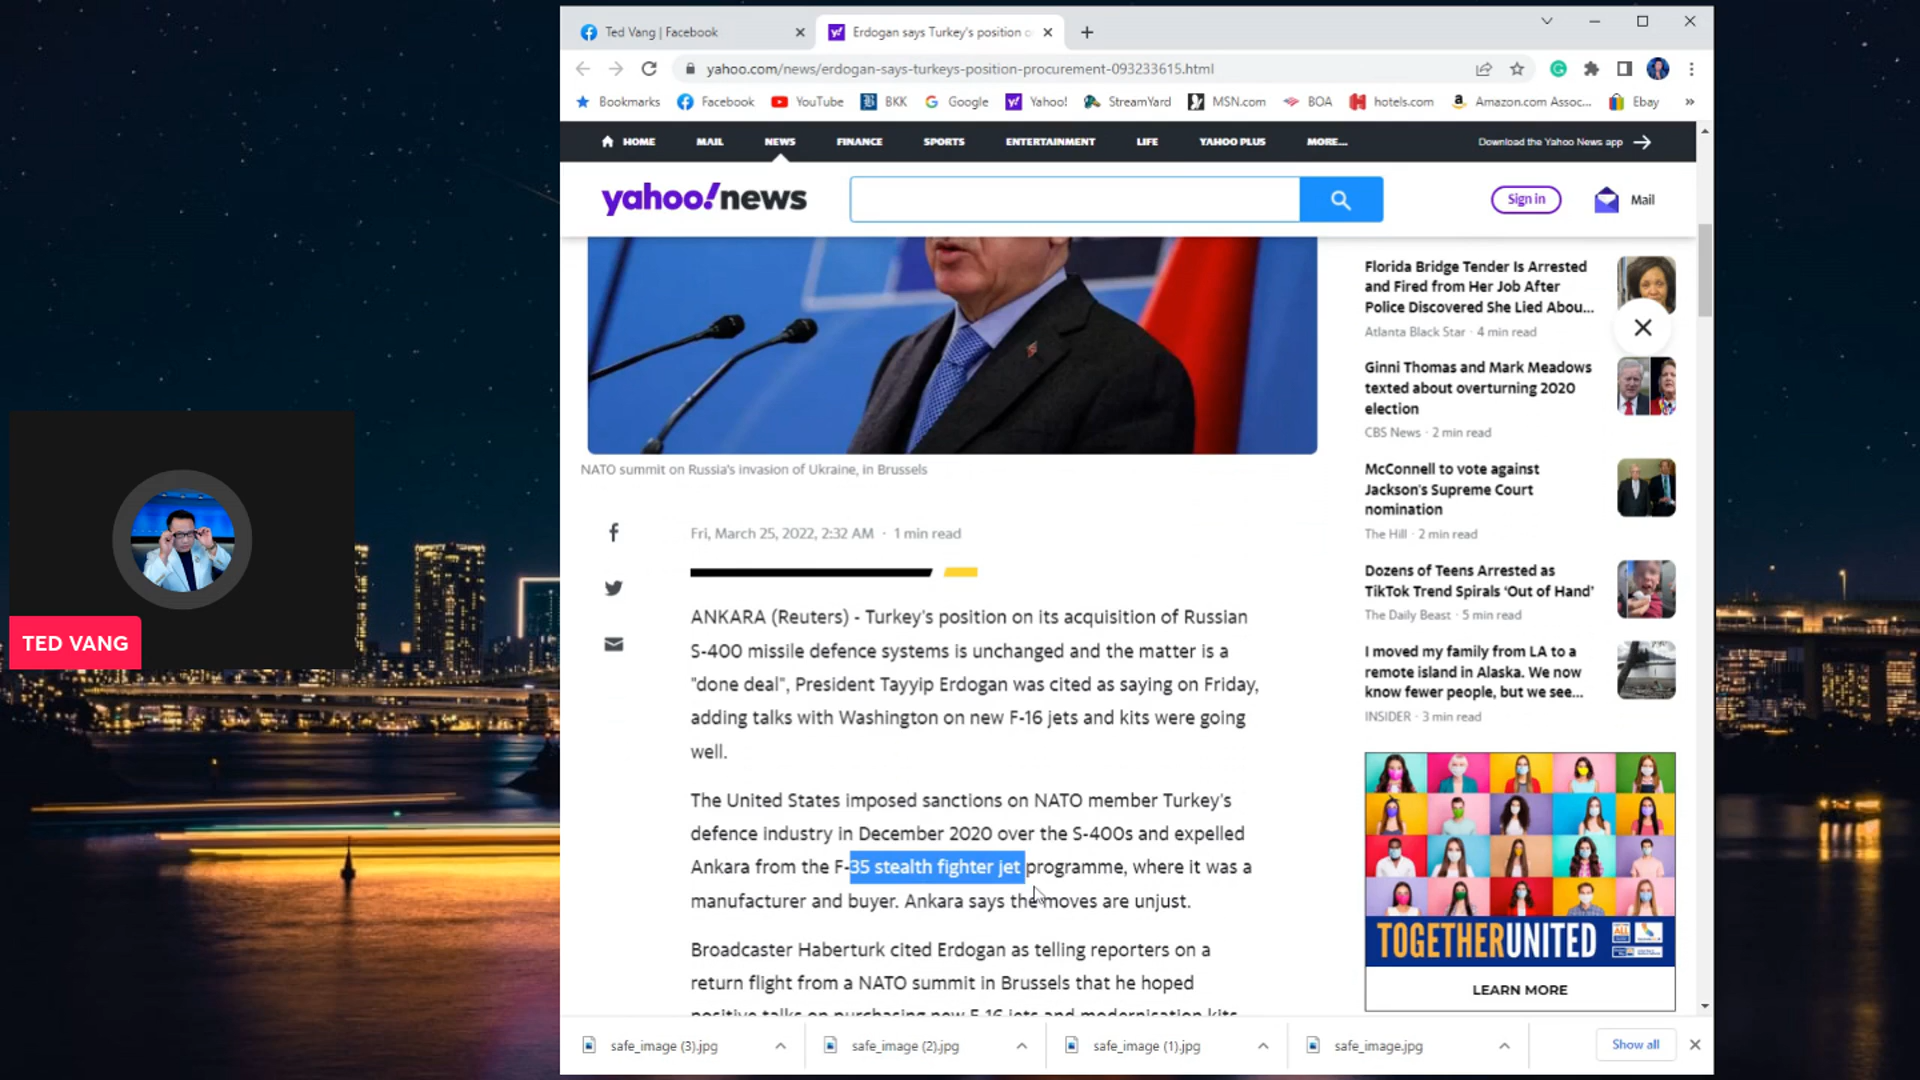 Ted Vang | Facebook
Erdogan says Turkey's position o
yahoo.com/news/erdogan-says-turkeys-position-procurement-093233615.html
Bookmarks Facebook YouTube BKK Google Yahoo! StreamYard MSN.com BOA hotels.com Amazon.com Assoc... Ebay »
HOME MAIL NEWS FINANCE SPORTS ENTERTAINMENT LIFE YAHOO PLUS MORE... Download the Yahoo News app
yahoo!news
Sign in
Mail
NATO summit on Russia's invasion of Ukraine, in Brussels
Fri, March 25, 2022, 2:32 AM · 1 min read
ANKARA (Reuters) - Turkey's position on its acquisition of Russian
S-400 missile defence systems is unchanged and the matter is a
"done deal", President Tayyip Erdogan was cited as saying on Friday,
adding talks with Washington on new F-16 jets and kits were going
well.
The United States imposed sanctions on NATO member Turkey's
defence industry in December 2020 over the S-400s and expelled
Ankara from the F-35 stealth fighter jet programme, where it was a
manufacturer and buyer. Ankara says the moves are unjust.
Broadcaster Haberturk cited Erdogan as telling reporters on a
return flight from a NATO summit in Brussels that he hoped
positive talks on purchasing new F-16 jets and modernisation kits
Florida Bridge Tender Is Arrested
and Fired from Her Job After
Police Discovered She Lied Abou...
Atlanta Black Star · 4 min read
Ginni Thomas and Mark Meadows
texted about overturning 2020
election
CBS News · 2 min read
McConnell to vote against
Jackson's Supreme Court
nomination
The Hill · 2 min read
Dozens of Teens Arrested as
TikTok Trend Spirals 'Out of Hand'
The Daily Beast · 5 min read
I moved my family from LA to a
remote island in Alaska. We now
know fewer people, but we see...
INSIDER · 3 min read
TOGETHERUNITED
LEARN MORE
safe_image (3).jpg
safe_image (2).jpg
safe_image (1).jpg
safe_image.jpg
Show all
TED VANG